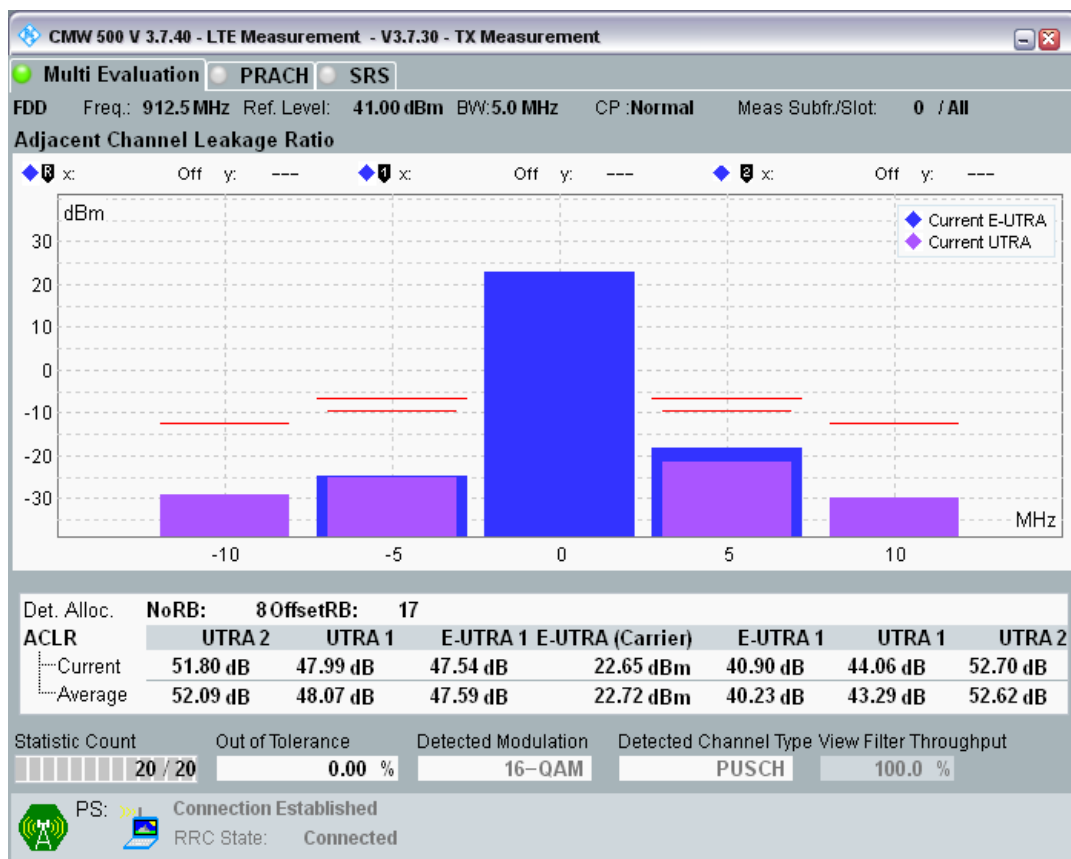 CMW 500 V 3.7.40 - LTE Measurement - V3.7.30 - TX Measurement
Multi Evaluation PRACH SRS
FDD Freq.: 912.5 MHz Ref. Level: 41.00 dBm BW:5.0 MHz CP :Normal Meas Subfr./Slot: 0 / All
Adjacent Channel Leakage Ratio
R x: Off y: --- 1 x: Off y: --- 2 x: Off y: ---
dBm
Current E-UTRA
Current UTRA
30
20
10
0
-10
-20
-30
MHz
-10 -5 0 5 10
Det. Alloc. NoRB: 8 OffsetRB: 17
ACLR UTRA 2 UTRA 1 E-UTRA 1 E-UTRA (Carrier) E-UTRA 1 UTRA 1 UTRA 2
Current 51.80 dB 47.99 dB 47.54 dB 22.65 dBm 40.90 dB 44.06 dB 52.70 dB
Average 52.09 dB 48.07 dB 47.59 dB 22.72 dBm 40.23 dB 43.29 dB 52.62 dB
Statistic Count Out of Tolerance Detected Modulation Detected Channel Type View Filter Throughput
20 / 20 0.00 % 16-QAM PUSCH 100.0 %
PS: Connection Established
RRC State: Connected